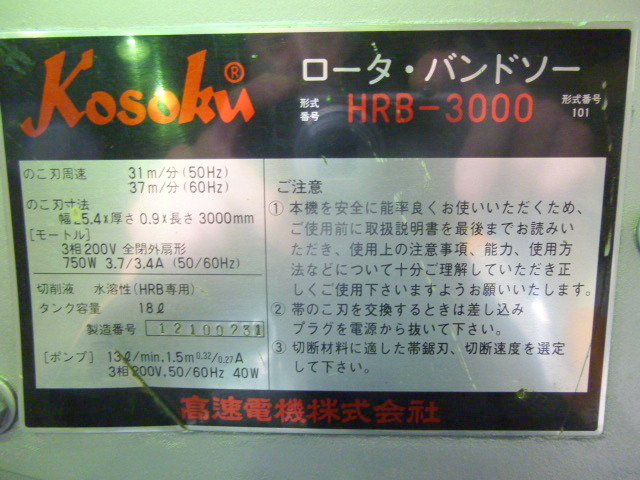 Kosoku®
ロータ・バンドソー
形式番号 HRB-3000 形式番号 101
のこ刃周速 31m/分(50Hz)
37m/分(60Hz)
のこ刃寸法
幅25.4×厚さ0.9×長さ3000mm
[モートル]
3相200V 全閉外扇形
750W 3.7/3.4A (50/60Hz)
切削液 水溶性(HRB専用)
タンク容量 18ℓ
製造番号 12100231
[ポンプ] 13ℓ/min,1.5m 0.32/0.27A
3相200V,50/60Hz 40W
ご注意
① 本機を安全に能率良くお使いいただくため、
ご使用前に取扱説明書を最後までお読みい
ただき、使用上の注意事項、能力、使用方
法などについて十分ご理解していただき正
しくご使用下さいますようお願いいたします。
② 帯のこ刃を交換するときは差し込み
プラグを電源から抜いて下さい。
③ 切断材料に適した帯鋸刃、切断速度を選定
して下さい。
高速電機株式会社